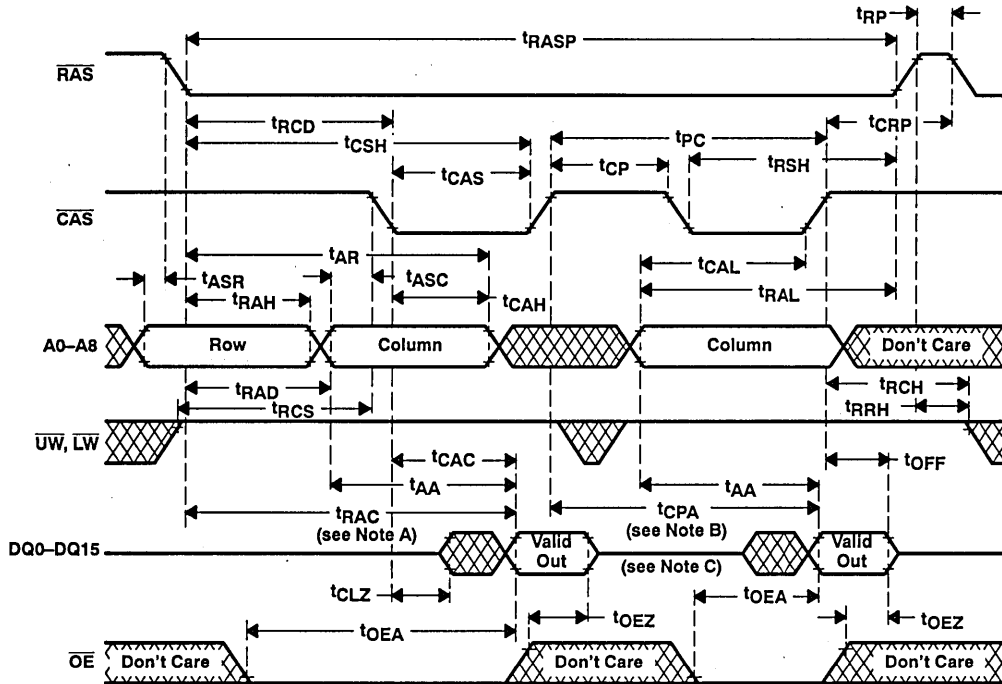 tRP
tRASP
RAS
tRCD
tCRP
tCSH
tPC
tCAS
tCP
tRSH
CAS
tAR
tASR
tASC
tCAL
tRAH
tCAH
tRAL
A0–A8
Row
Column
Column
Don't Care
tRAD
tRCH
tRCS
tRRH
UW, LW
tCAC
tOFF
tAA
tAA
tRAC
tCPA
(see Note A)
(see Note B)
DQ0–DQ15
Valid Out
(see Note C)
Valid Out
tCLZ
tOEA
tOEZ
tOEA
tOEZ
OE
Don't Care
Don't Care
Don't Care